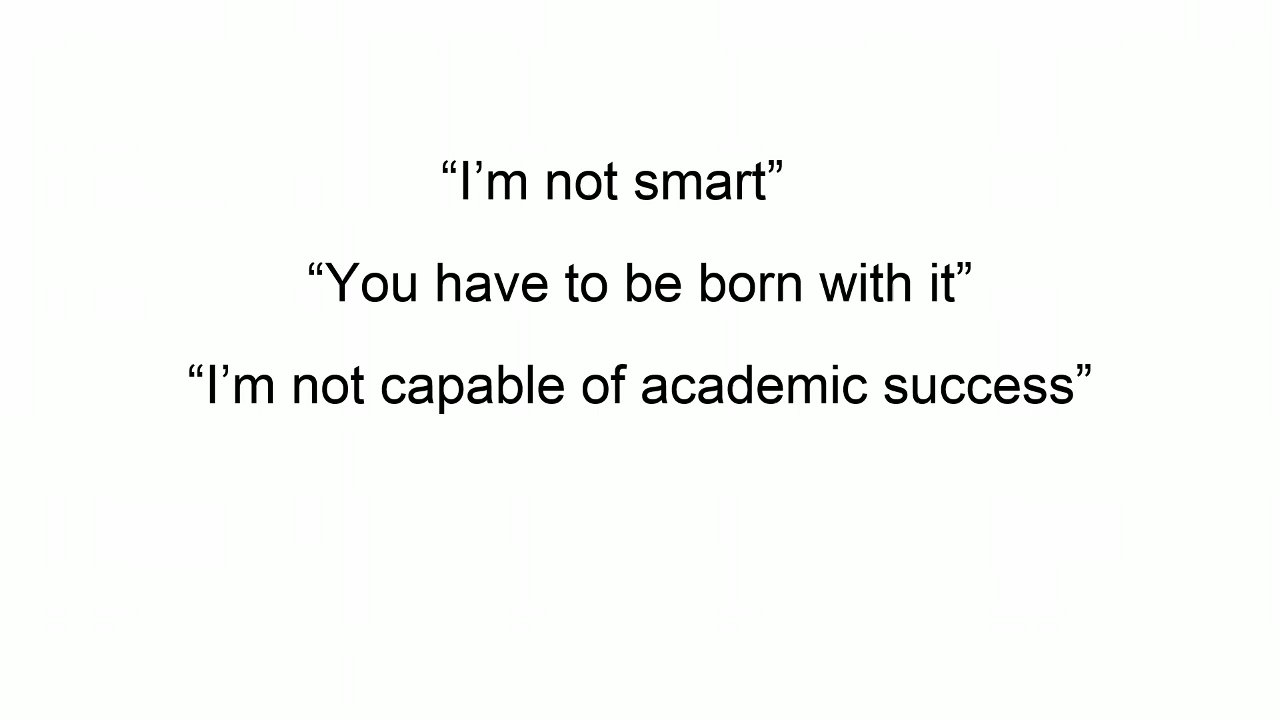 “I’m not smart”
“You have to be born with it”
“I’m not capable of academic success”